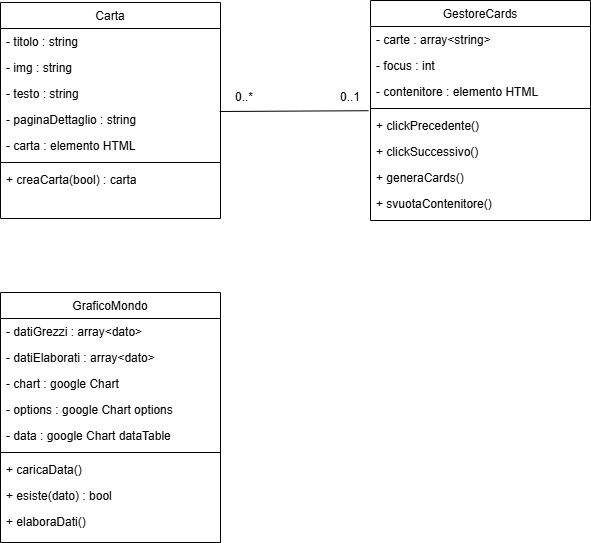 Carta
- titolo : string
- img : string
- testo : string
- paginaDettaglio : string
- carta : elemento HTML
+ creaCarta(bool) : carta
0..*
0..1
GestoreCards
- carte : array<string>
- focus : int
- contenitore : elemento HTML
+ clickPrecedente()
+ clickSuccessivo()
+ generaCards()
+ svuotaContenitore()
GraficoMondo
- datiGrezzi : array<dato>
- datiElaborati : array<dato>
- chart : google Chart
- options : google Chart options
- data : google Chart dataTable
+ caricaData()
+ esiste(dato) : bool
+ elaboraDati()